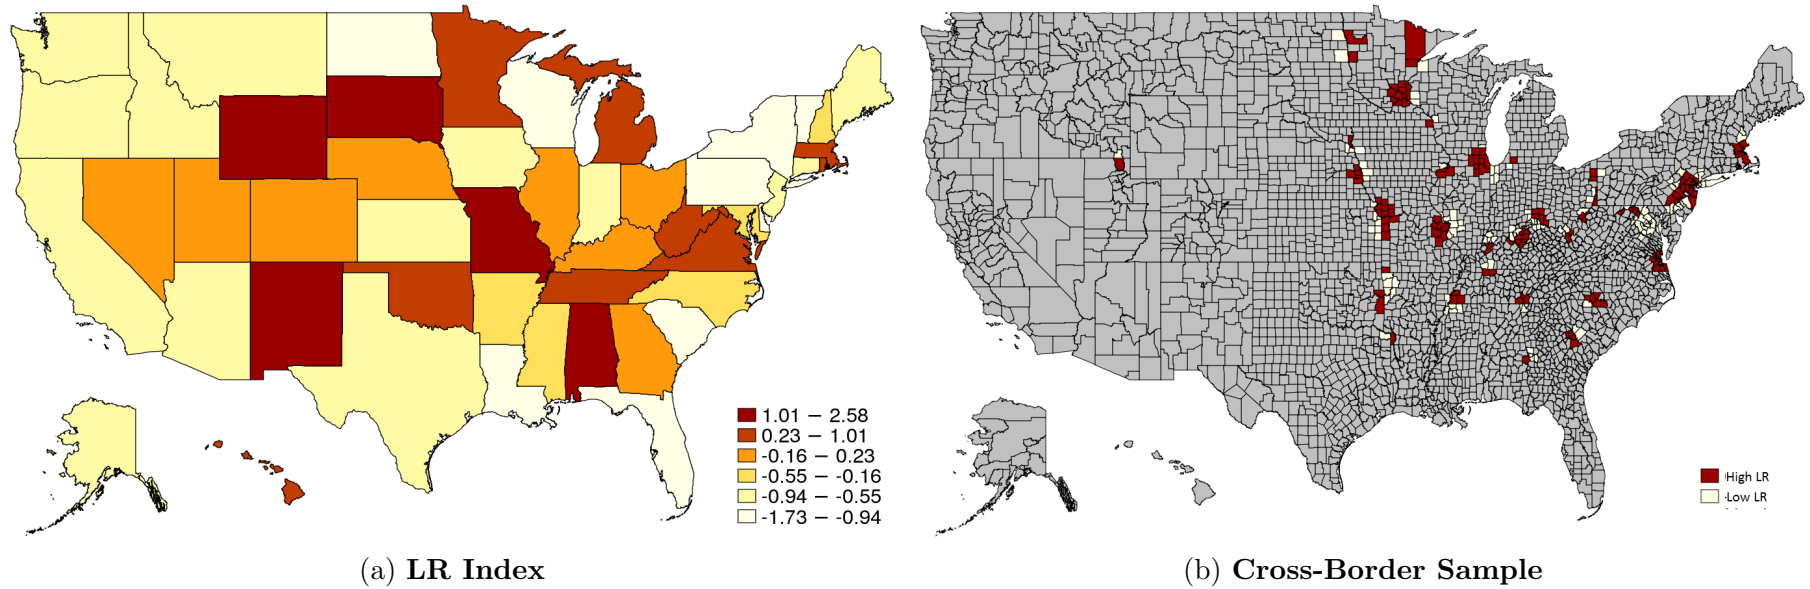 1.01 – 2.58
0.23 – 1.01
-0.16 – 0.23
-0.55 – -0.16
-0.94 – -0.55
-1.73 – -0.94
High LR
Low LR
(a) LR Index
(b) Cross-Border Sample